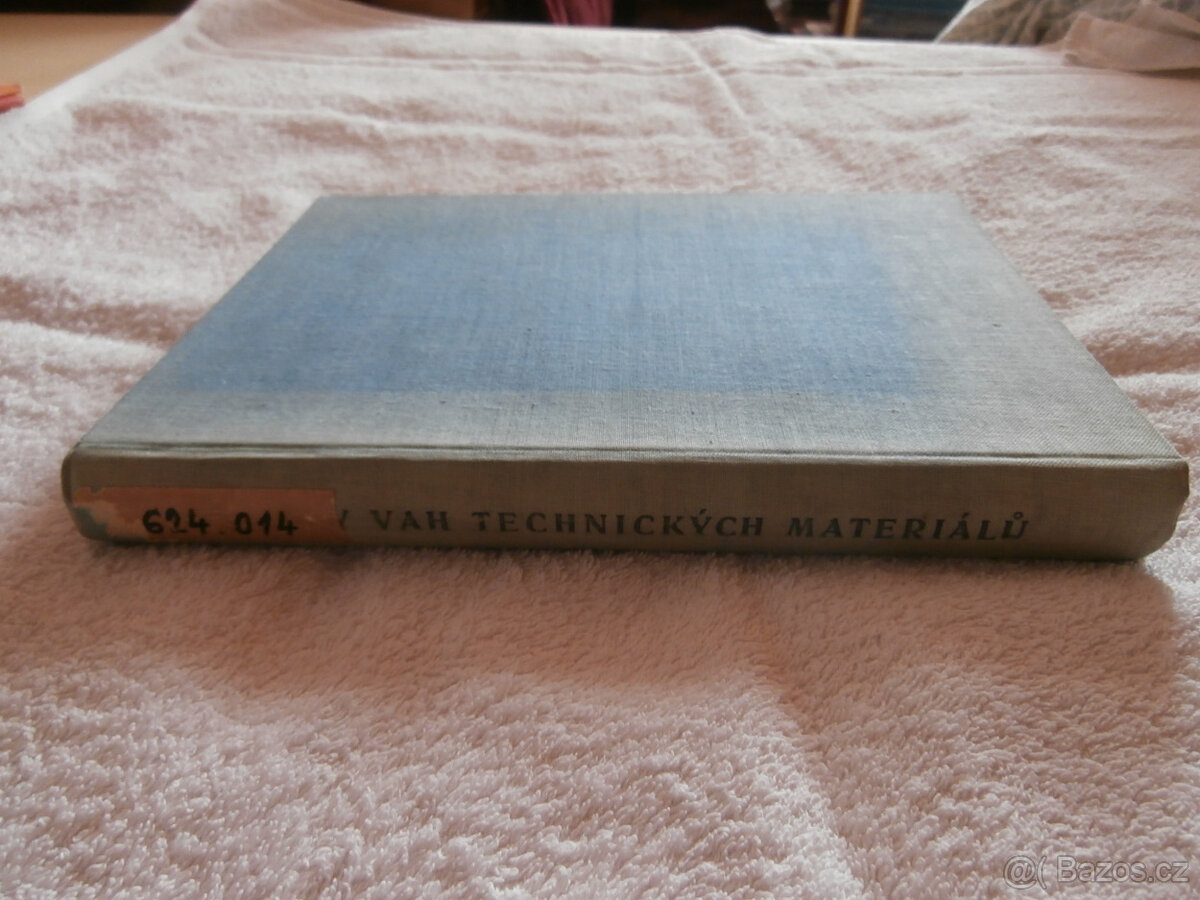 624.014 Y VAH TECHNICKÝCH MATERIÁLŮ
@( Bazos.cz